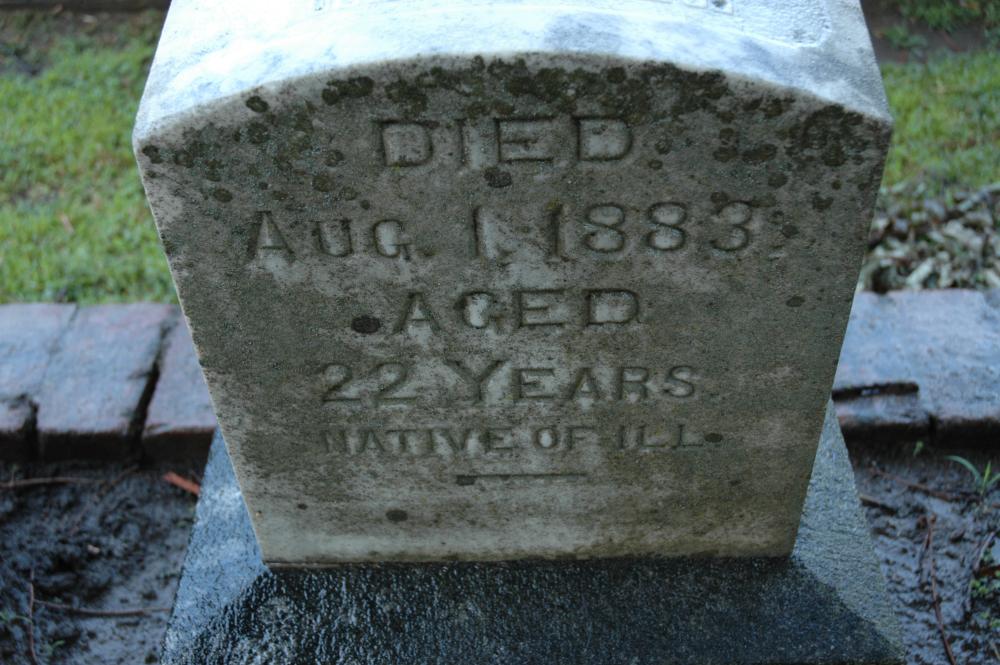 DIED
AUG. 1. 1883.
AGED
22 YEARS.
NATIVE OF ILL.